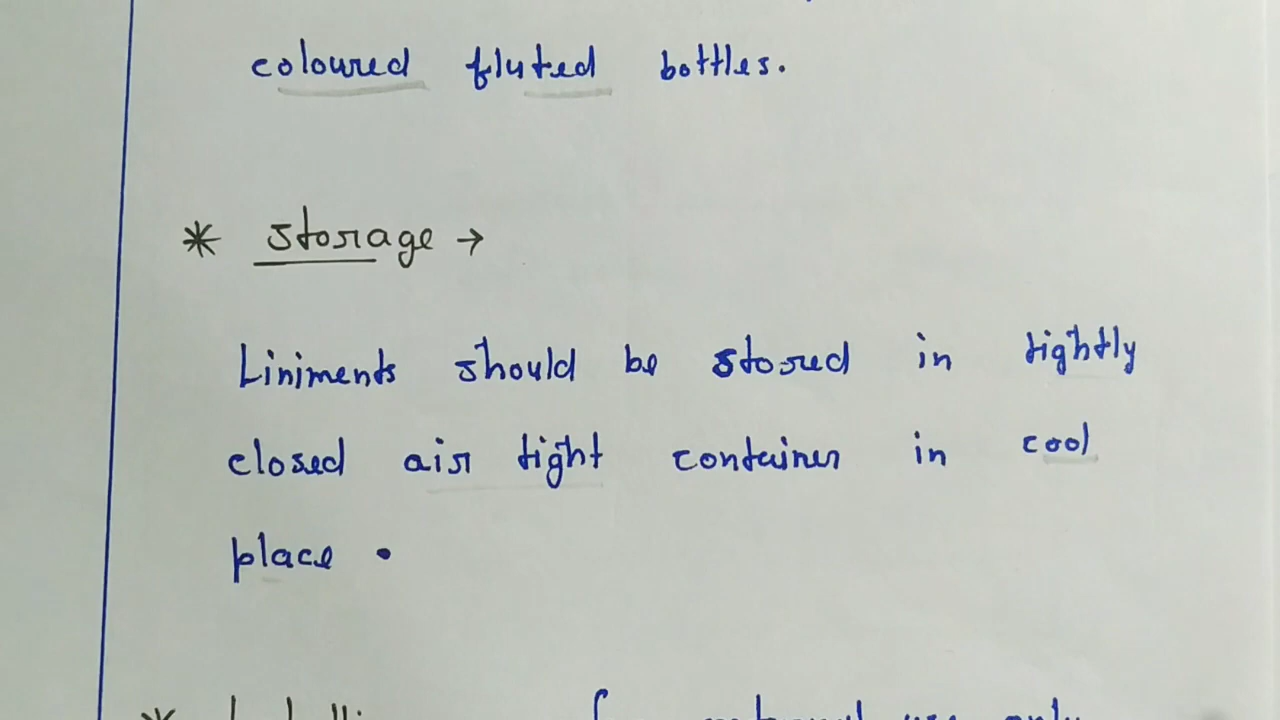 coloured fluted bottles.
* storage →
Liniments should be stored in tightly
closed air tight container in cool
place .